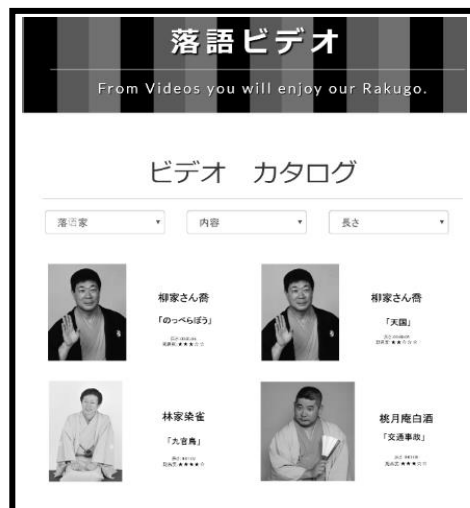 落語ビデオ
From Videos you will enjoy our Rakugo.
ビデオ カタログ
落語家
内容
長さ
柳家さん喬
「のっぺらぼう」
★★★☆☆
柳家さん喬
「天国」
★★☆☆☆
林家染雀
「九官鳥」
★★★★☆
桃月庵白酒
「交通事故」
★★★☆☆